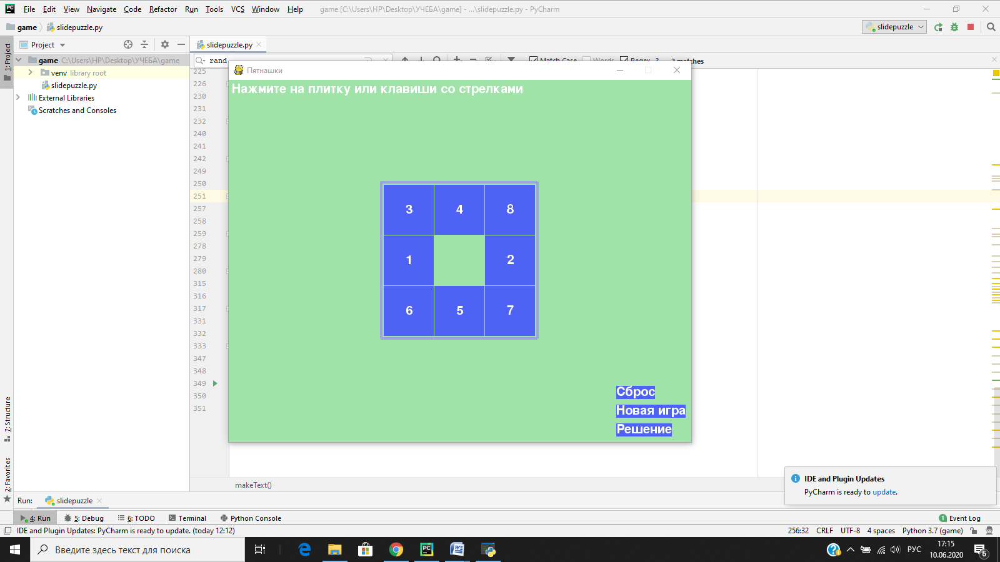 File Edit View Navigate Code Refactor Run Tools VCS Window Help game [C:\Users\HP\Desktop\УЧЕБА\game] - ...\slidepuzzle.py - PyCharm
game slidepuzzle.py
slidepuzzle
Project
slidepuzzle.py
1: Project
game C:\Users\HP\Desktop\УЧЕБА\game
rand
Match Case Words Regex ? 2 matches
venv library root
slidepuzzle.py
External Libraries
Scratches and Consoles
225
226
230
231
232
240
241
242
249
250
251
257
258
259
278
279
280
315
316
317
331
332
333
347
348
349
350
351
Пятнашки
Нажмите на плитку или клавиши со стрелками
3 4 8
1 2
6 5 7
Сброс
Новая игра
Решение
7: Structure
2: Favorites
makeText()
IDE and Plugin Updates
PyCharm is ready to update.
Run: slidepuzzle
4: Run 5: Debug 6: TODO Terminal Python Console
1 Event Log
IDE and Plugin Updates: PyCharm is ready to update. (today 12:12)
256:32 CRLF UTF-8 4 spaces Python 3.7 (game)
Введите здесь текст для поиска
РУС
17:15
10.06.2020
6